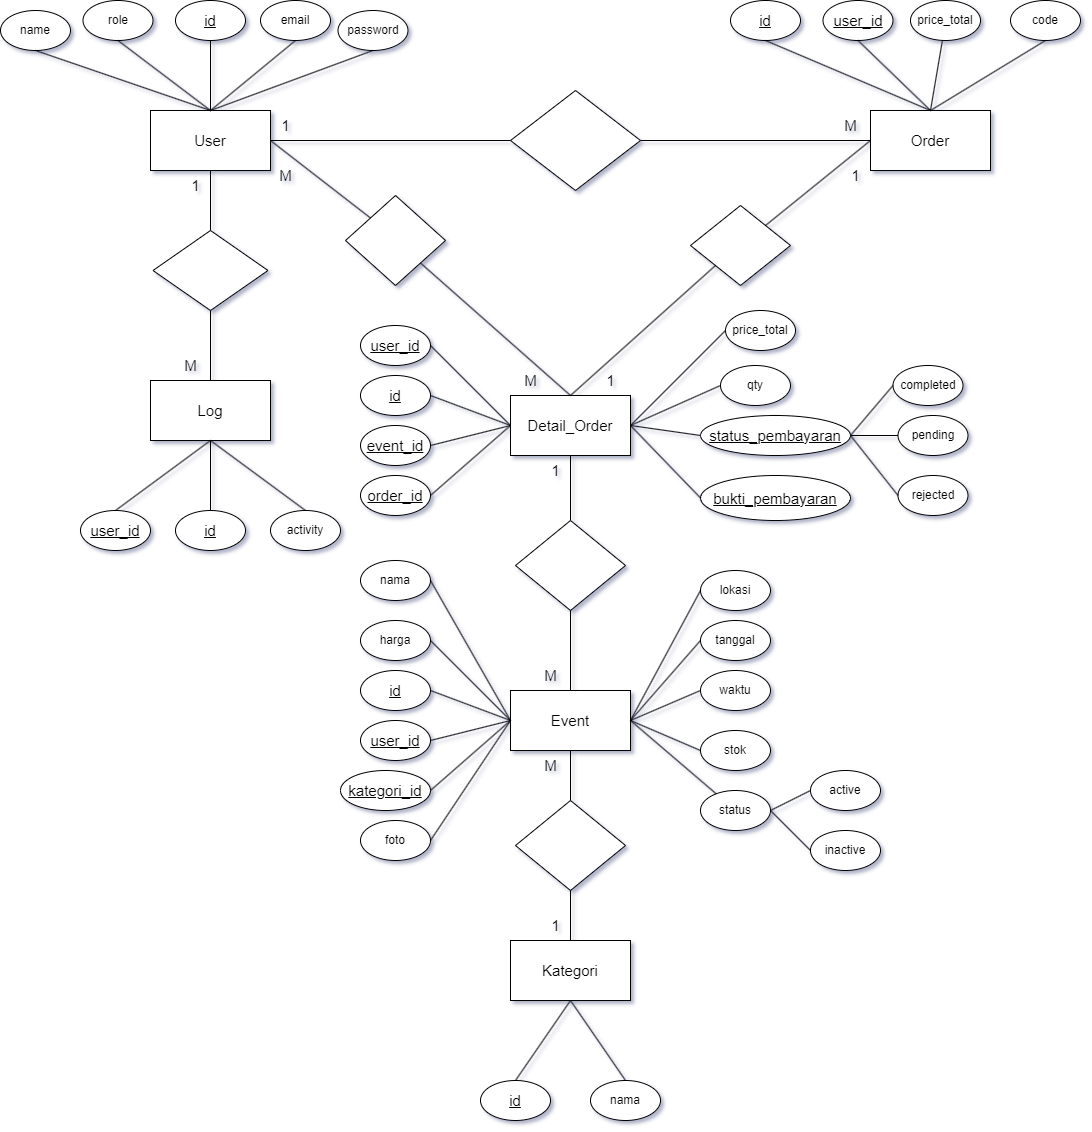 name
role
id
email
password
id
user_id
price_total
code
User
1
M
Order
1
M
1
M
Log
user_id
id
activity
M
1
user_id
id
event_id
order_id
Detail_Order
price_total
qty
status_pembayaran
bukti_pembayaran
completed
pending
rejected
1
M
nama
harga
id
user_id
kategori_id
foto
Event
lokasi
tanggal
waktu
stok
status
active
inactive
M
1
Kategori
id
nama